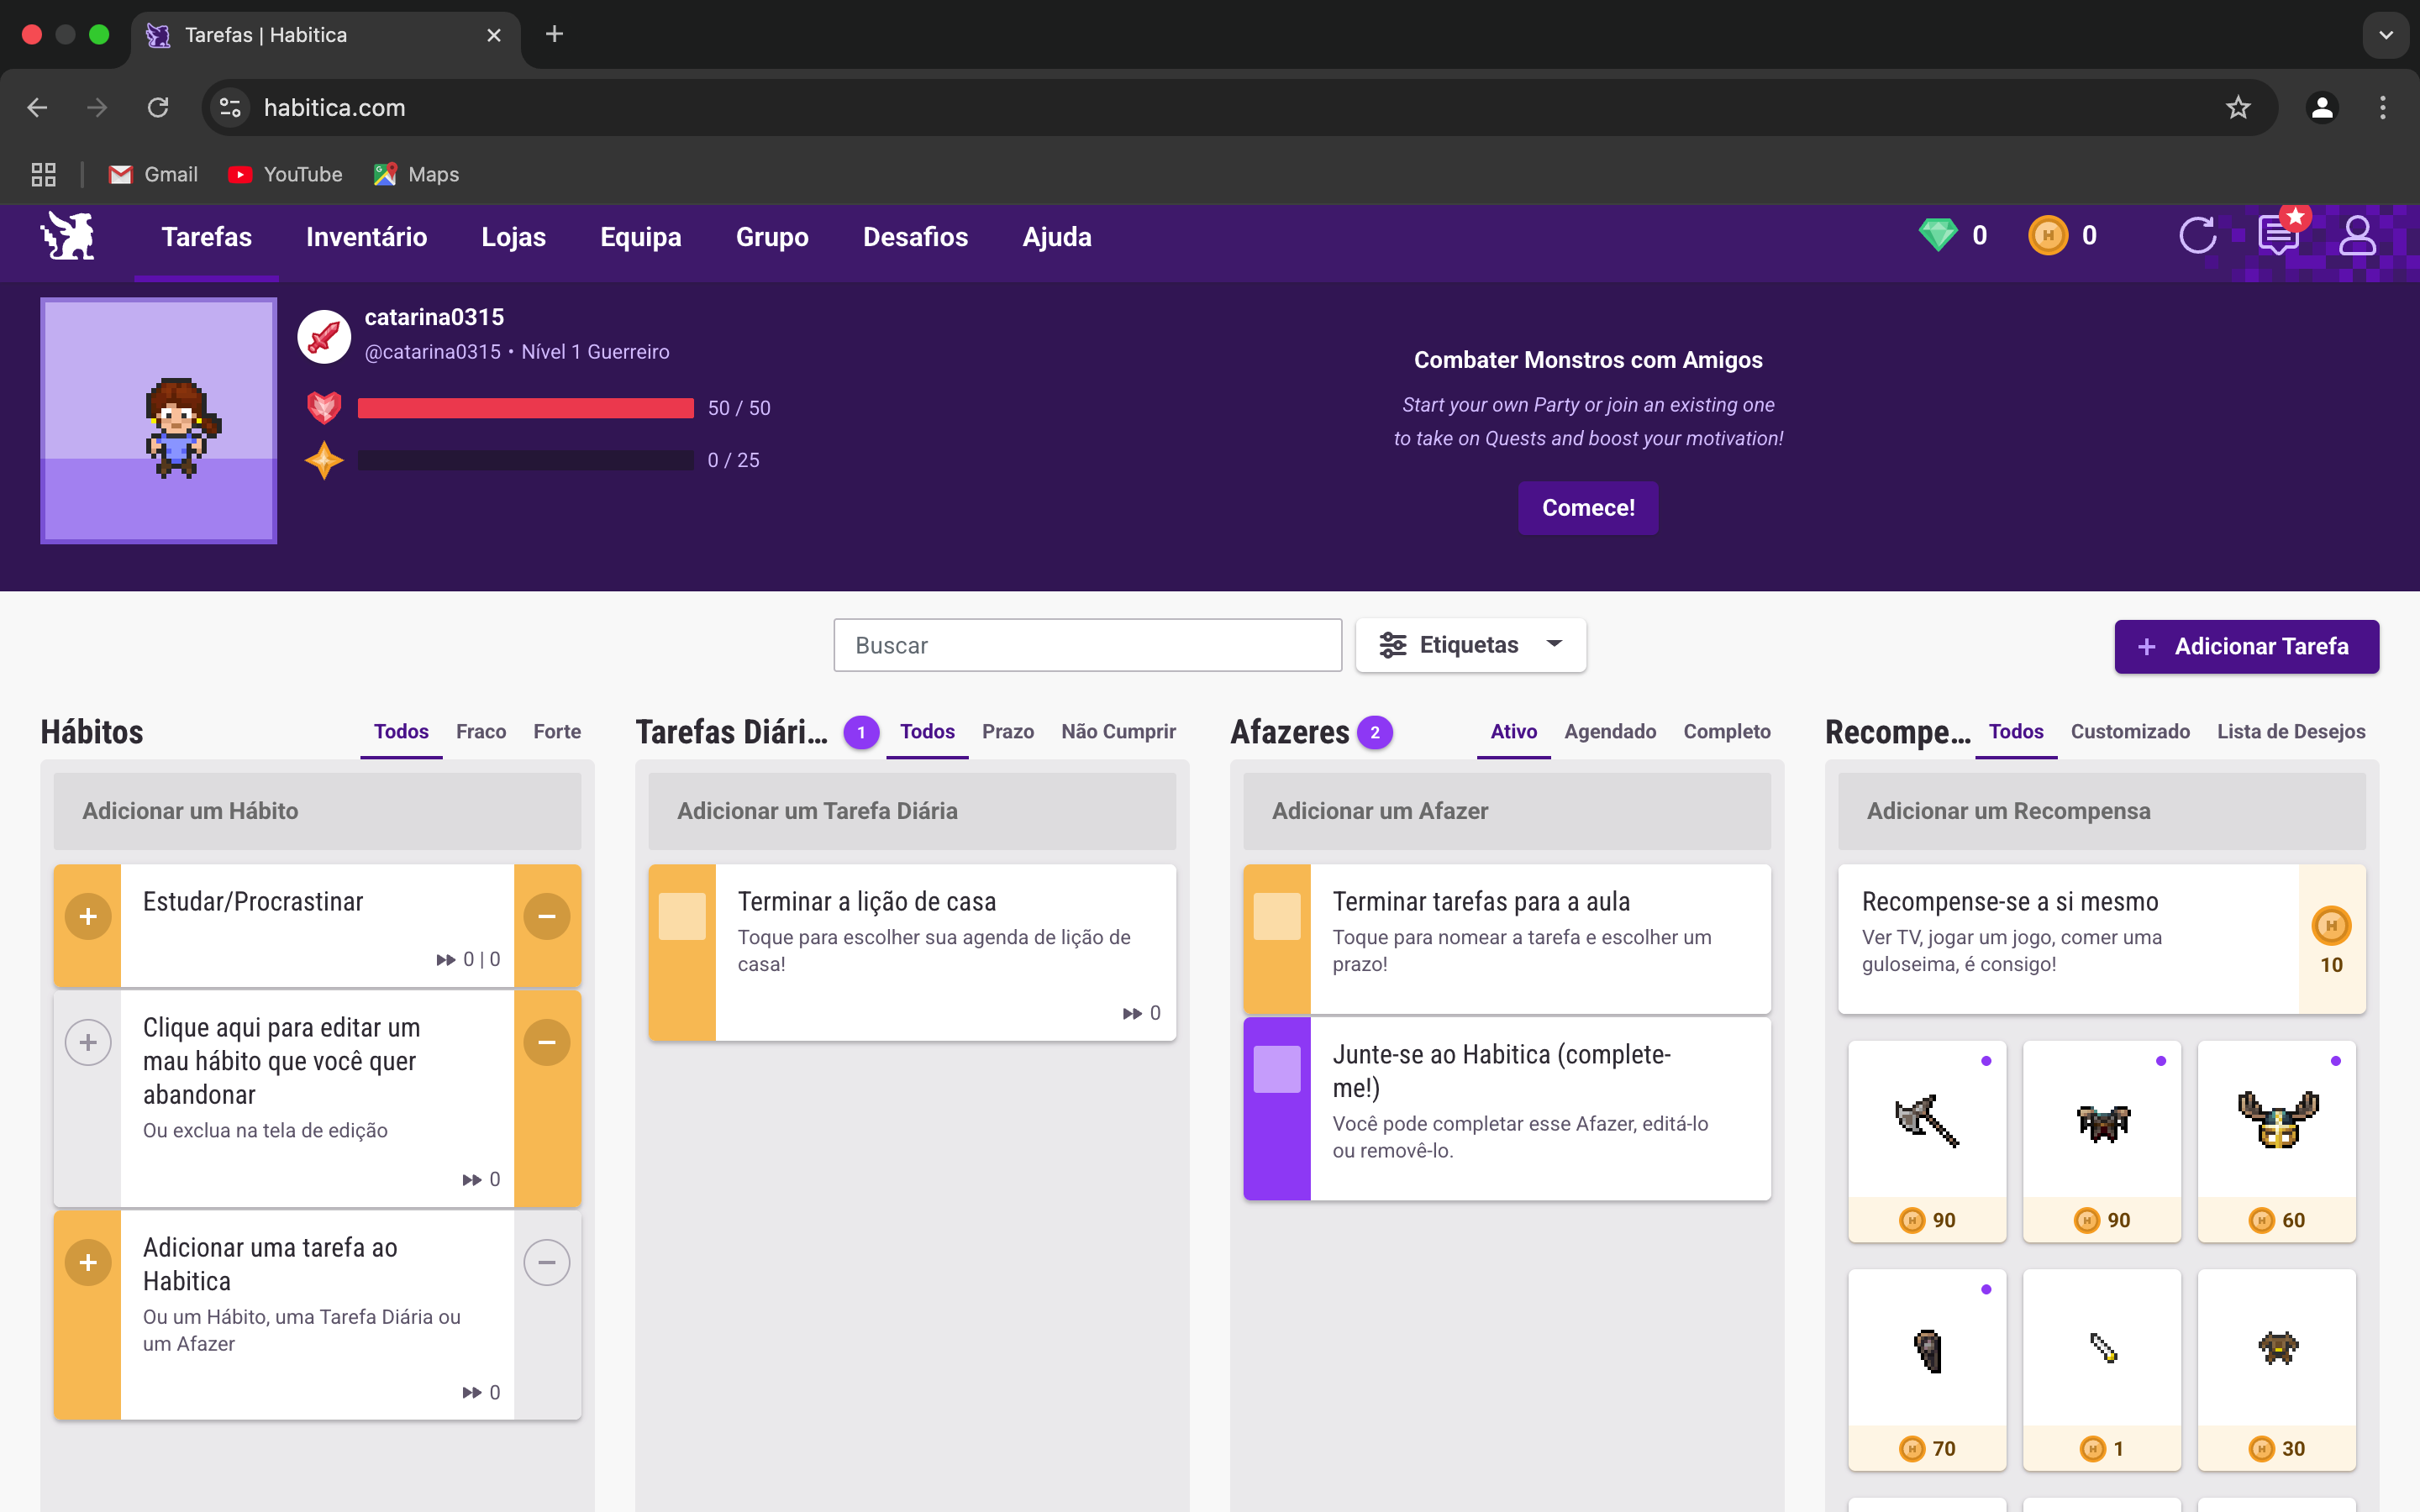 Tarefas | Habitica
habitica.com
Gmail
YouTube
Maps
Tarefas
Inventário
Lojas
Equipa
Grupo
Desafios
Ajuda
0
0
catarina0315
@catarina0315 • Nível 1 Guerreiro
50 / 50
0 / 25
Combater Monstros com Amigos
Start your own Party or join an existing one
to take on Quests and boost your motivation!
Comece!
Buscar
Etiquetas
Adicionar Tarefa
Hábitos
Todos
Fraco
Forte
Adicionar um Hábito
Estudar/Procrastinar
0 | 0
Clique aqui para editar um
mau hábito que você quer
abandonar
Ou exclua na tela de edição
0
Adicionar uma tarefa ao
Habitica
Ou um Hábito, uma Tarefa Diária ou
um Afazer
0
Tarefas Diári...
1
Todos
Prazo
Não Cumprir
Adicionar um Tarefa Diária
Terminar a lição de casa
Toque para escolher sua agenda de lição de
casa!
0
Afazeres
2
Ativo
Agendado
Completo
Adicionar um Afazer
Terminar tarefas para a aula
Toque para nomear a tarefa e escolher um
prazo!
Junte-se ao Habitica (complete-
me!)
Você pode completar esse Afazer, editá-lo
ou removê-lo.
Recompe...
Todos
Customizado
Lista de Desejos
Adicionar um Recompensa
Recompense-se a si mesmo
Ver TV, jogar um jogo, comer uma
guloseima, é consigo!
10
90
90
60
70
1
30